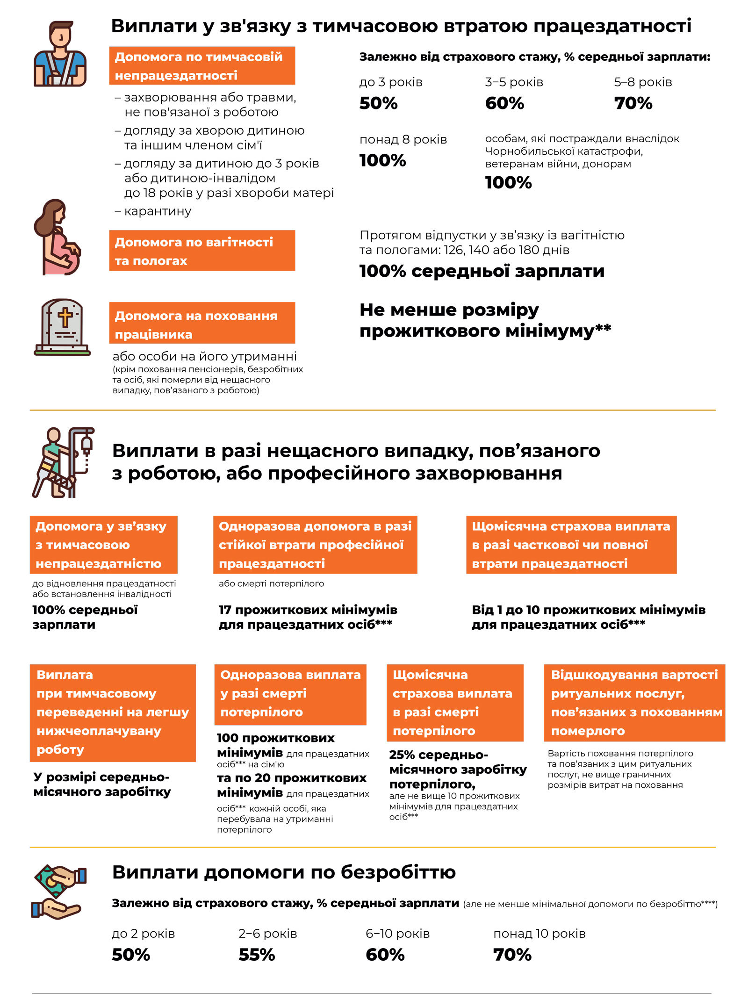 Виплати у зв'язку з тимчасовою втратою працездатності
Допомога по тимчасовій
непрацездатності
– захворювання або травми,
не пов'язаної з роботою
– догляду за хворою дитиною
та іншим членом сім'ї
– догляду за дитиною до 3 років
або дитиною-інвалідом
до 18 років у разі хвороби матері
– карантину
Залежно від страхового стажу, % середньої зарплати:
до 3 років
50%
3–5 років
60%
5–8 років
70%
понад 8 років
100%
особам, які постраждали внаслідок
Чорнобильської катастрофи,
ветеранам війни, донорам
100%
Допомога по вагітності
та пологах
Протягом відпустки у зв’язку із вагітністю
та пологами: 126, 140 або 180 днів
100% середньої зарплати
Допомога на поховання
працівника
або особи на його утриманні
(крім поховання пенсіонерів, безробітних
та осіб, які померли від нещасного
випадку, пов’язаного з роботою)
Не менше розміру
прожиткового мінімуму**
Виплати в разі нещасного випадку, пов’язаного
з роботою, або професійного захворювання
Допомога у зв’язку
з тимчасовою
непрацездатністю
до відновлення працездатності
або встановлення інвалідності
100% середньої
зарплати
Одноразова допомога в разі
стійкої втрати професійної
працездатності
або смерті потерпілого
17 прожиткових мінімумів
для працездатних осіб***
Щомісячна страхова виплата
в разі часткової чи повної
втрати працездатності
Від 1 до 10 прожиткових мінімумів
для працездатних осіб***
Виплата
при тимчасовому
переведенні на легшу
нижчеоплачувану
роботу
У розмірі середньо-
місячного заробітку
Одноразова виплата
у разі смерті
потерпілого
100 прожиткових
мінімумів для працездатних
осіб*** на сім'ю
та по 20 прожиткових
мінімумів для працездатних
осіб*** кожній особі, яка
перебувала на утриманні
потерпілого
Щомісячна
страхова виплата
в разі смерті
потерпілого
25% середньо-
місячного заробітку
потерпілого,
але не вище 10 прожиткових
мінімумів для працездатних
осіб***
Відшкодування вартості
ритуальних послуг,
пов’язаних з похованням
померлого
Вартість поховання потерпілого
та пов’язаних з цим ритуальних
послуг, не вище граничних
розмірів витрат на поховання
Виплати допомоги по безробіттю
Залежно від страхового стажу, % середньої зарплати (але не менше мінімальної допомоги по безробіттю****)
до 2 років
50%
2–6 років
55%
6–10 років
60%
понад 10 років
70%